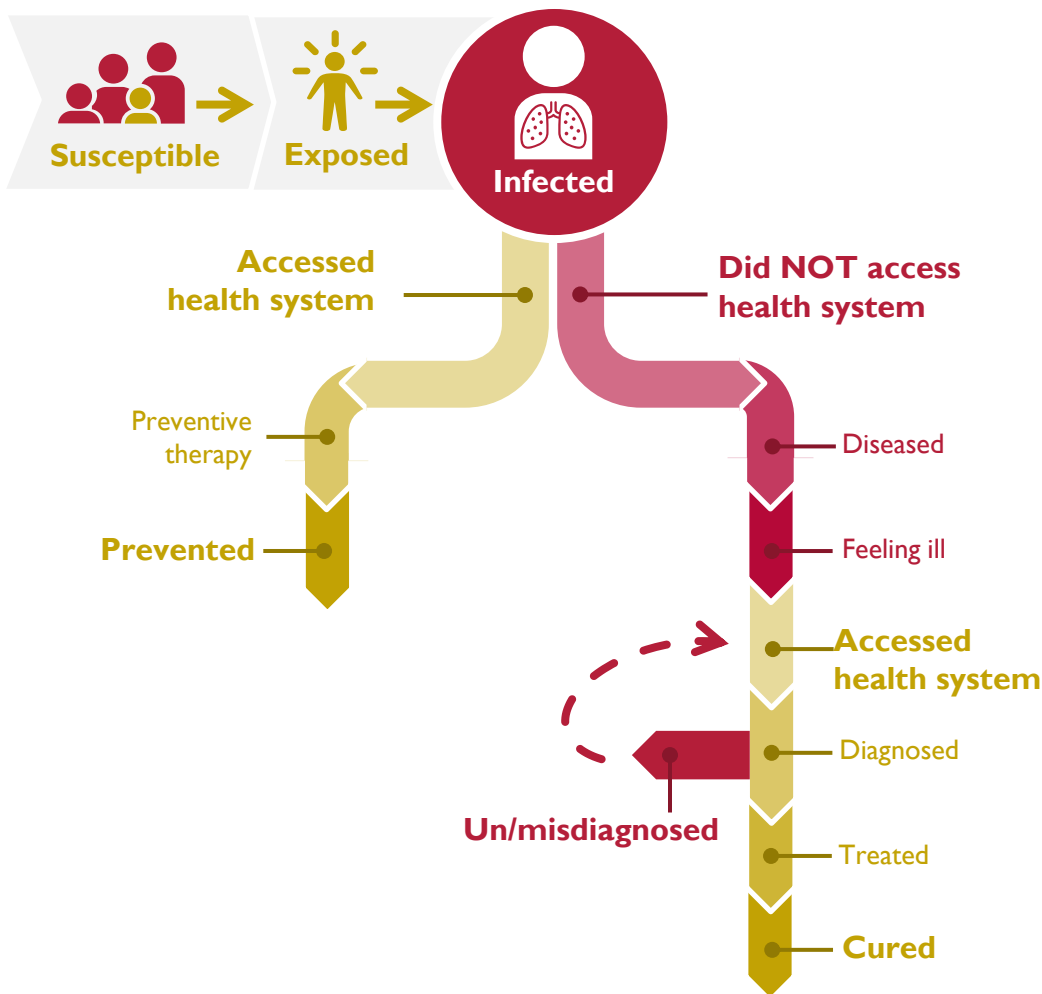 Susceptible
Exposed
Infected
Accessed
health system
Did NOT access
health system
Preventive
therapy
Prevented
Diseased
Feeling ill
Accessed
health system
Diagnosed
Un/misdiagnosed
Treated
Cured